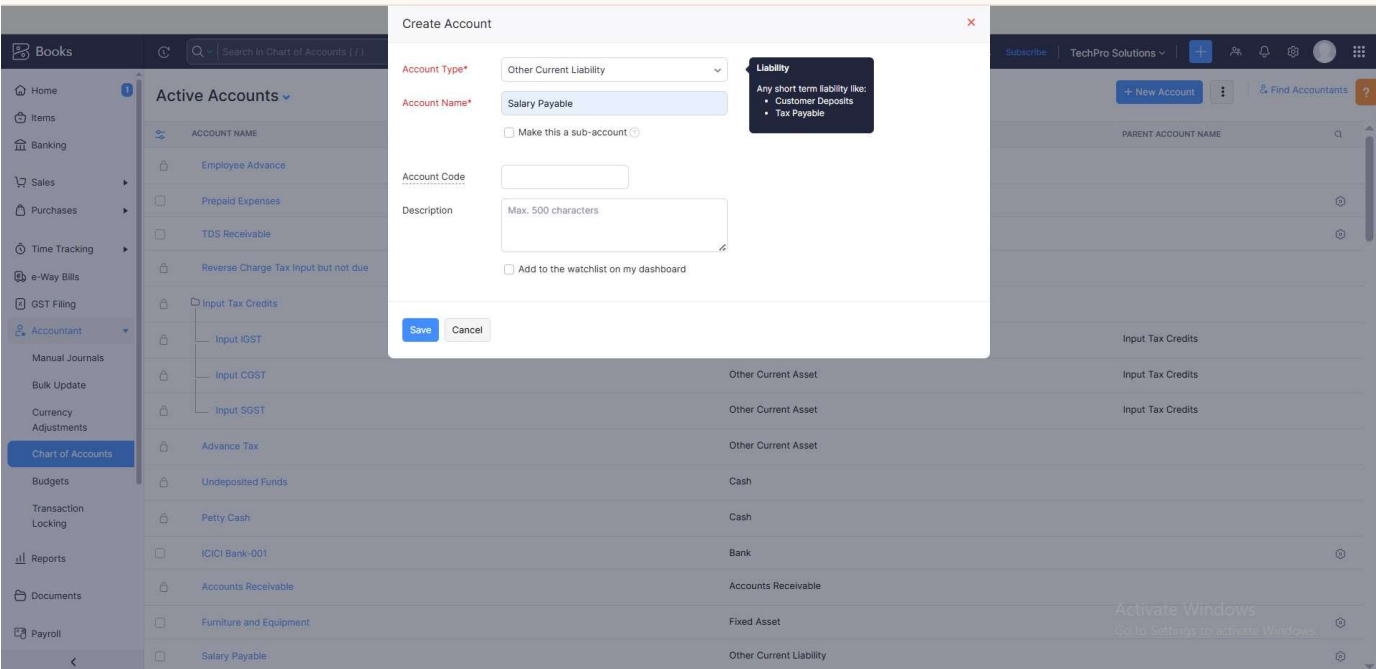 Create Account
Books
Search in Chart of Accounts ( / )
Subscribe
TechPro Solutions
Account Type*
Other Current Liability
Liability
Any short term liability like:
• Customer Deposits
• Tax Payable
Account Name*
Salary Payable
Make this a sub-account
Account Code
Description
Max. 500 characters
Add to the watchlist on my dashboard
Save
Cancel
Home
1
Items
Banking
Sales
Purchases
Time Tracking
e-Way Bills
GST Filing
Accountant
Manual Journals
Bulk Update
Currency
Adjustments
Chart of Accounts
Budgets
Transaction
Locking
Reports
Documents
Payroll
Active Accounts
+ New Account
Find Accountants
?
ACCOUNT NAME
PARENT ACCOUNT NAME
Employee Advance
Prepaid Expenses
TDS Receivable
Reverse Charge Tax Input but not due
Input Tax Credits
Input IGST
Input Tax Credits
Input CGST
Other Current Asset
Input Tax Credits
Input SGST
Other Current Asset
Input Tax Credits
Advance Tax
Other Current Asset
Undeposited Funds
Cash
Petty Cash
Cash
ICICI Bank-001
Bank
Accounts Receivable
Accounts Receivable
Furniture and Equipment
Fixed Asset
Salary Payable
Other Current Liability
Activate Windows
Go to Settings to activate Windows.